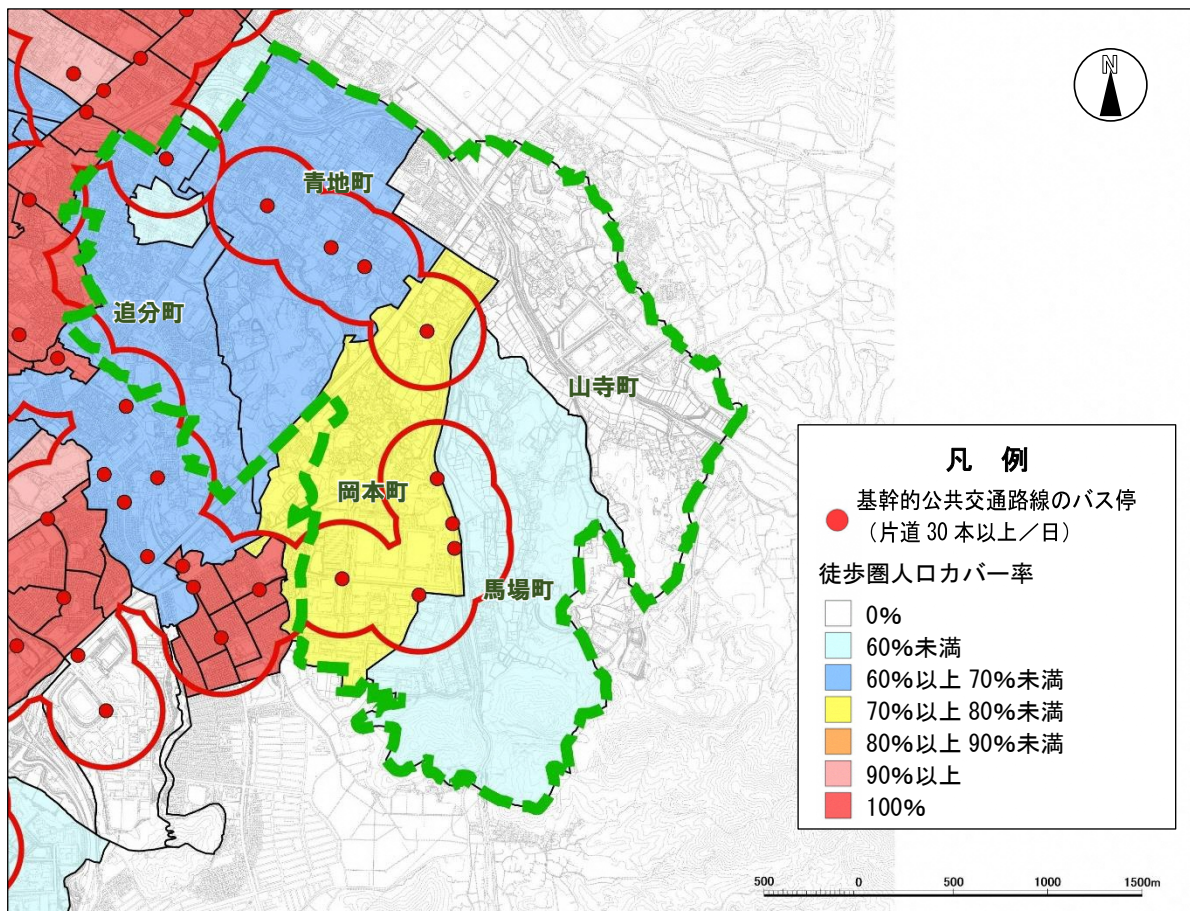 N
青地町
追分町
山寺町
岡本町
馬場町
凡 例
基幹的公共交通路線のバス停
(片道 30 本以上/日)
徒歩圏人口カバー率
0%
60%未満
60%以上 70%未満
70%以上 80%未満
80%以上 90%未満
90%以上
100%
500 0 500 1000 1500m